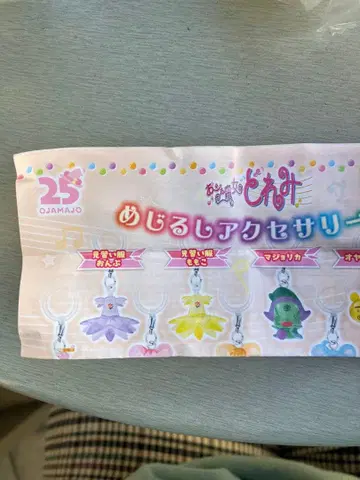 25
OJAMAJO
おジャ魔女どれみ
めじるしアクセサリー
見習い服
おんぷ
見習い服
ももこ
マジョリカ
オヤ